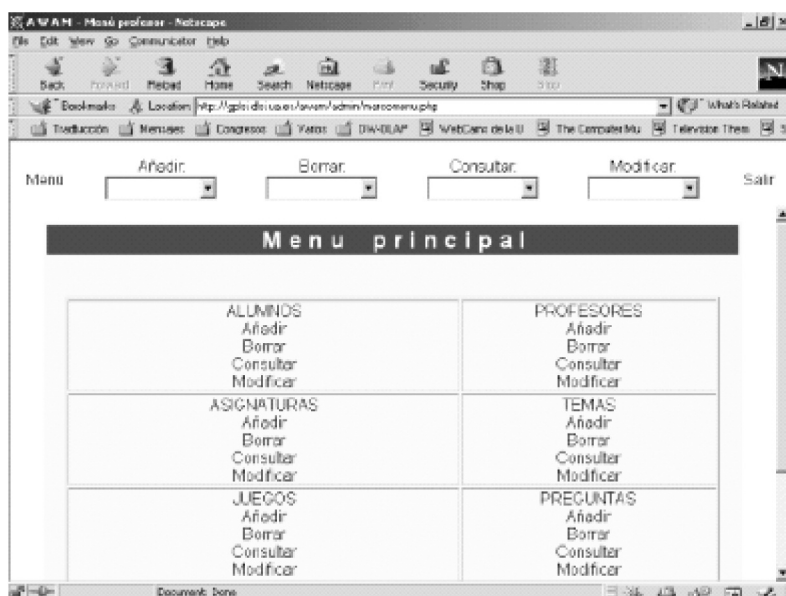 AWAM - Menú profesor - Netscape
File Edit View Go Communicator Help
Back Forward Reload Home Search Netscape Print Security Shop Stop
Bookmarks Location: http://gplsi.dlsi.ua.es/awam/admin/marcomenu.php What's Related
Traducción Mensajes Congresos Varios DW-OLAP WebCams de la U The Computer Mu Television Them
Menú Añadir: Borrar: Consultar: Modificar: Salir
Menu principal
ALUMNOS PROFESORES
Añadir Añadir
Borrar Borrar
Consultar Consultar
Modificar Modificar
ASIGNATURAS TEMAS
Añadir Añadir
Borrar Borrar
Consultar Consultar
Modificar Modificar
JUEGOS PREGUNTAS
Añadir Añadir
Borrar Borrar
Consultar Consultar
Modificar Modificar
Document: Done